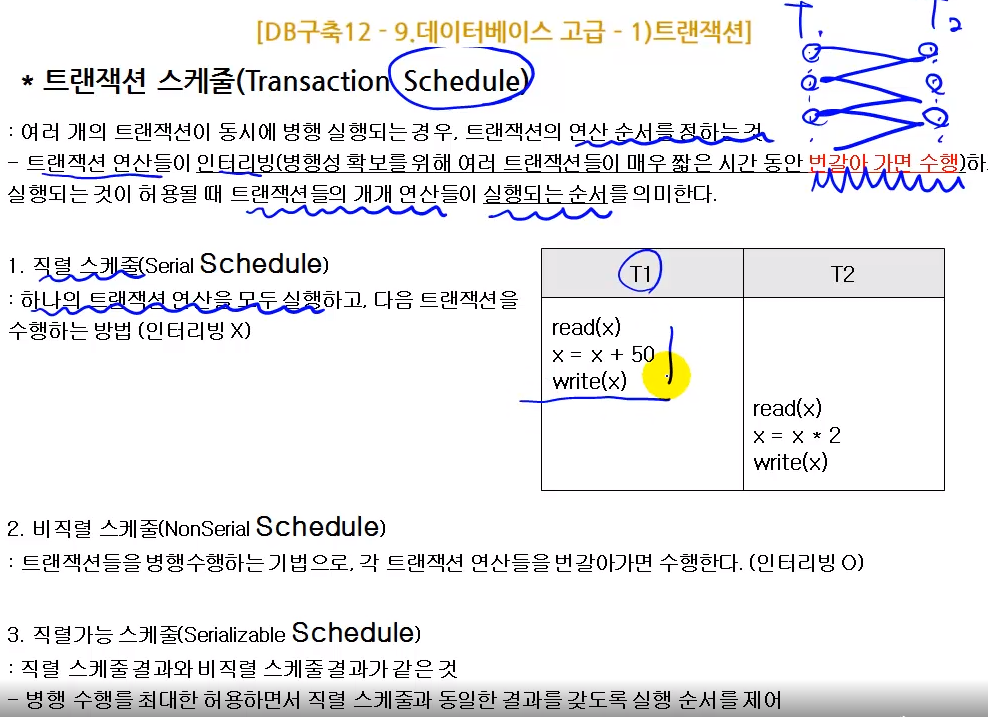 [DB구축12 - 9.데이터베이스 고급 - 1)트랜잭션]
T1 T2
* 트랜잭션 스케줄(Transaction Schedule)
: 여러 개의 트랜잭션이 동시에 병행 실행되는 경우, 트랜잭션의 연산 순서를 정하는 것
- 트랜잭션 연산들이 인터리빙(병행성 확보를 위해 여러 트랜잭션들이 매우 짧은 시간 동안 번갈아 가면 수행)하
실행되는 것이 허용될 때 트랜잭션들의 개개 연산들이 실행되는 순서를 의미한다.
1. 직렬 스케줄(Serial Schedule)
: 하나의 트랜잭션 연산을 모두 실행하고, 다음 트랜잭션을
수행하는 방법 (인터리빙 X)
T1 T2
read(x)
x = x + 50
write(x)
read(x)
x = x * 2
write(x)
2. 비직렬 스케줄(NonSerial Schedule)
: 트랜잭션들을 병행수행하는 기법으로, 각 트랜잭션 연산들을 번갈아가면 수행한다. (인터리빙 O)
3. 직렬가능 스케줄(Serializable Schedule)
: 직렬 스케줄 결과와 비직렬 스케줄 결과가 같은 것
- 병행 수행를 최대한 허용하면서 직렬 스케줄과 동일한 결과를 갖도록 실행 순서를 제어